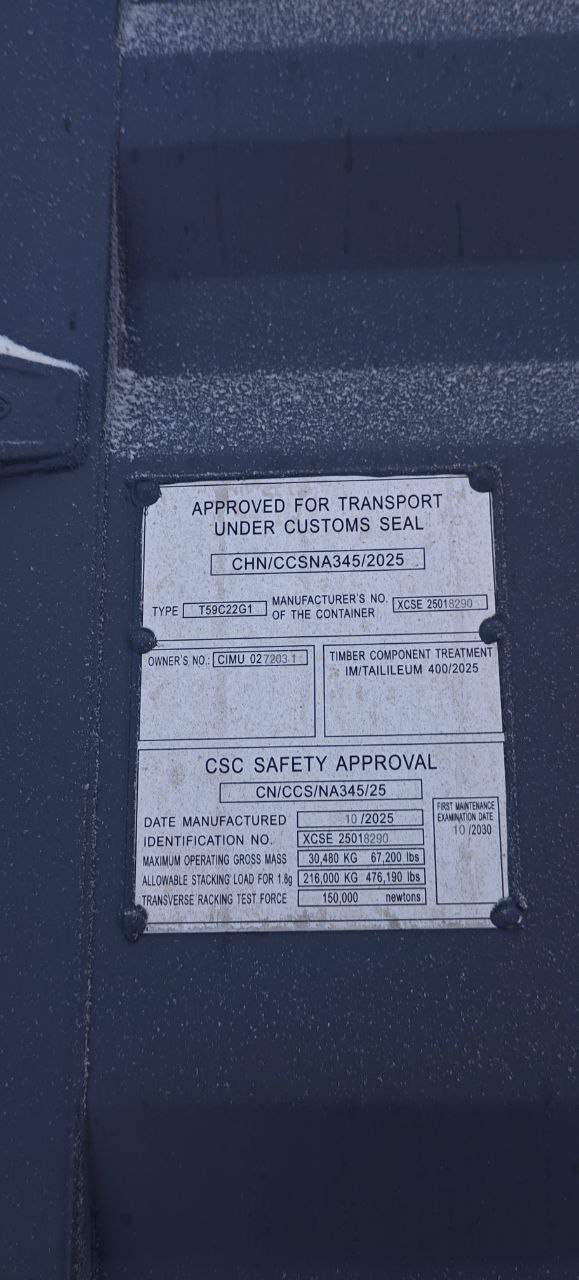 APPROVED FOR TRANSPORT
UNDER CUSTOMS SEAL
CHN/CCSNA345/2025
TYPE T59C22G1 MANUFACTURER'S NO. OF THE CONTAINER XCSE 25018290
OWNER'S NO.: CIMU 027203 1
TIMBER COMPONENT TREATMENT
IM/TAILILEUM 400/2025
CSC SAFETY APPROVAL
CN/CCS/NA345/25
DATE MANUFACTURED 10/2025
IDENTIFICATION NO. XCSE 25018290
MAXIMUM OPERATING GROSS MASS 30,480 KG 67,200 lbs
ALLOWABLE STACKING LOAD FOR 1.8g 216,000 KG 476,190 lbs
TRANSVERSE RACKING TEST FORCE 150,000 newtons
FIRST MAINTENANCE
EXAMINATION DATE
10/2030